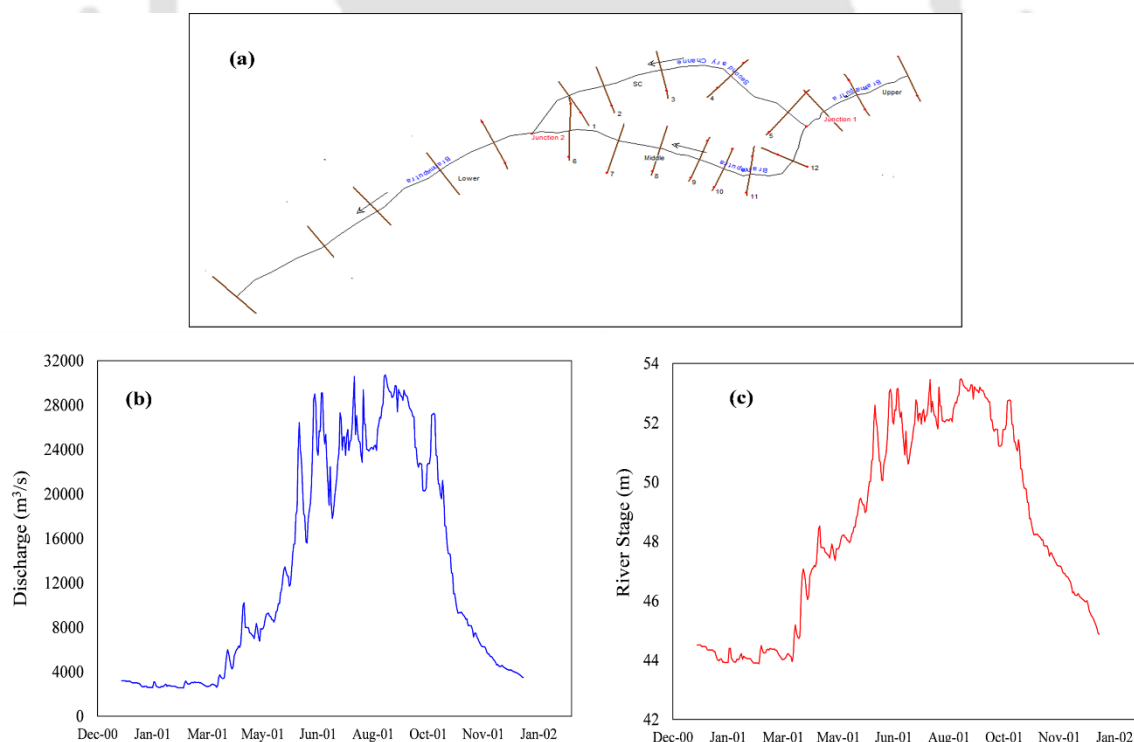 (a)
Secondary Channe
SC
3
4
2
1
5
Bramaputra
Upper
Junction 1
Junction 2
6
7
Middle
8
9
10
11
12
Bramaputra
Bramaputra
Lower
(b)
Discharge (m³/s)
32000
28000
24000
20000
16000
12000
8000
4000
0
Dec-00 Jan-01 Mar-01 May-01 Jun-01 Aug-01 Oct-01 Nov-01 Jan-02
(c)
River Stage (m)
54
52
50
48
46
44
42
Dec-00 Jan-01 Mar-01 May-01 Jun-01 Aug-01 Oct-01 Nov-01 Jan-02